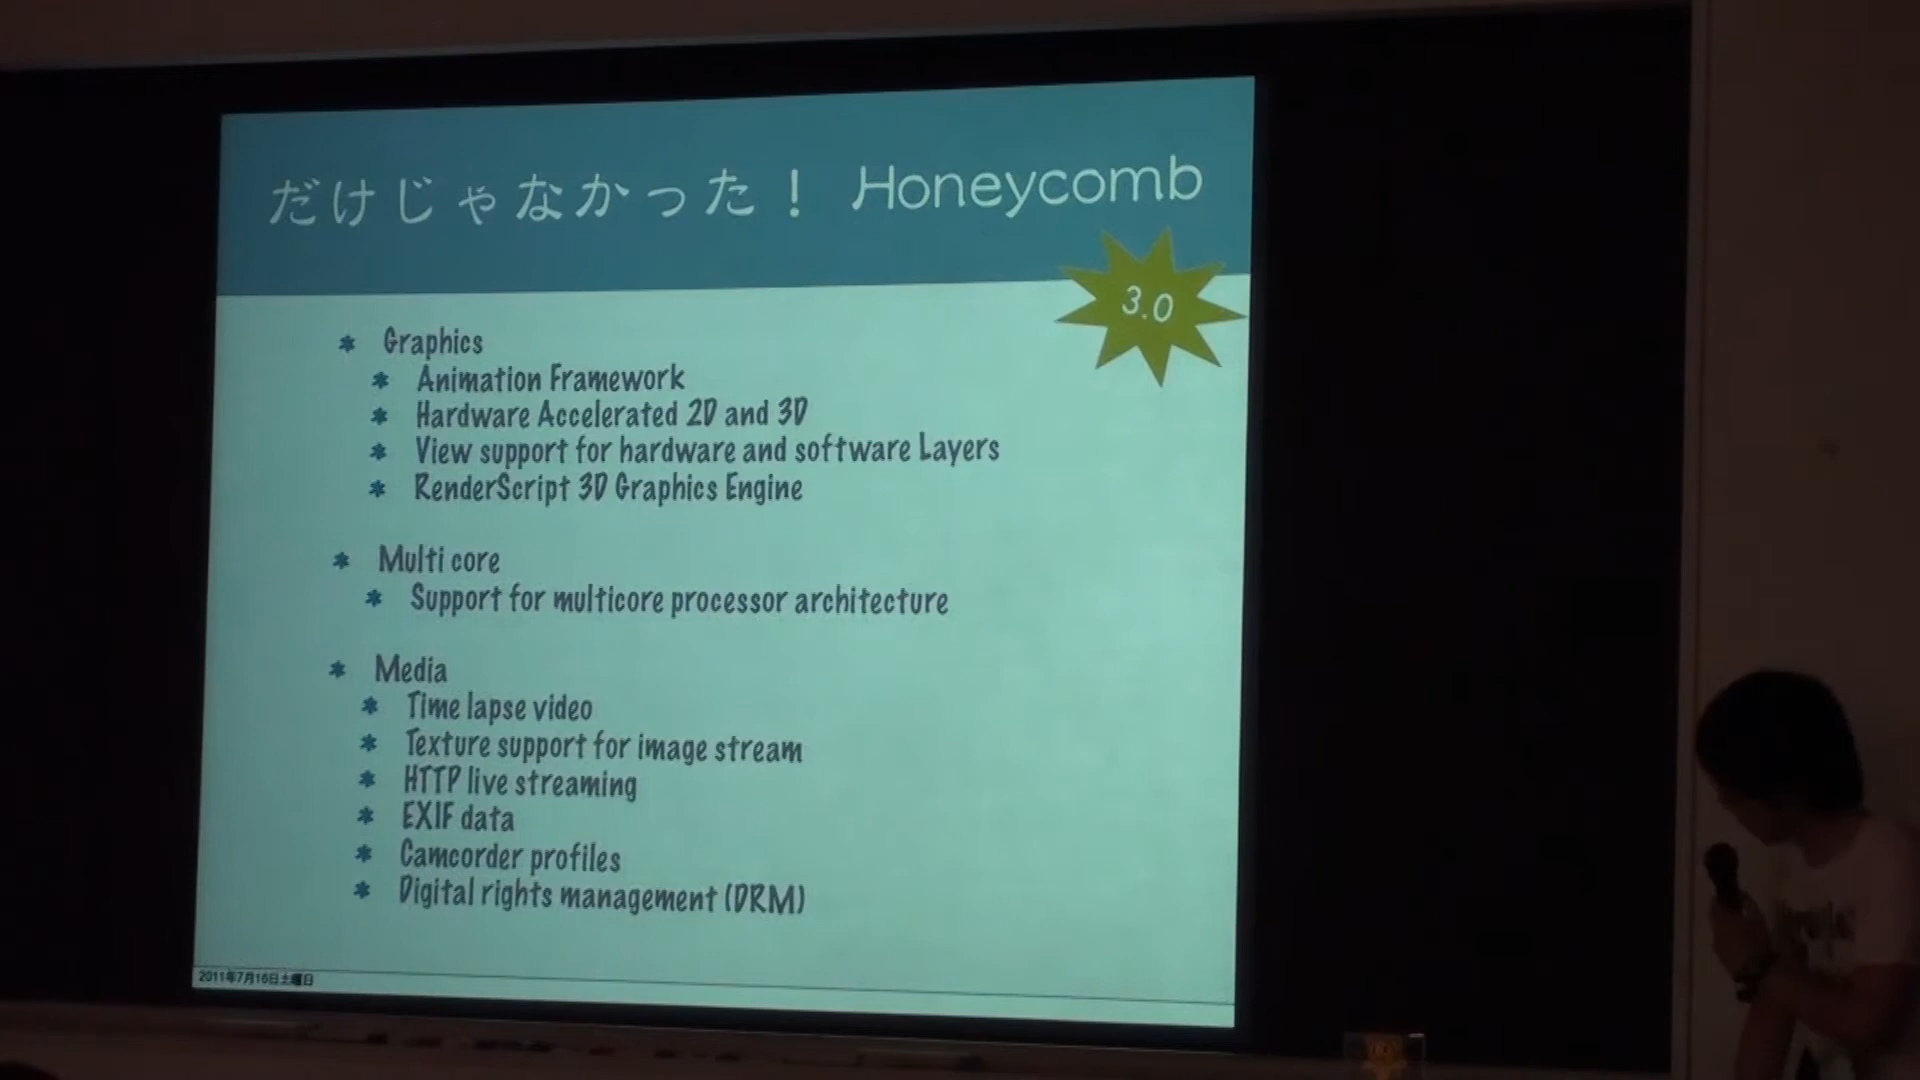 だけじゃなかった！ Honeycomb
3.0
* Graphics
* Animation Framework
* Hardware Accelerated 2D and 3D
* View support for hardware and software Layers
* RenderScript 3D Graphics Engine
* Multi core
* Support for multicore processor architecture
* Media
* Time lapse video
* Texture support for image stream
* HTTP live streaming
* EXIF data
* Camcorder profiles
* Digital rights management (DRM)
2011年7月16日土曜日